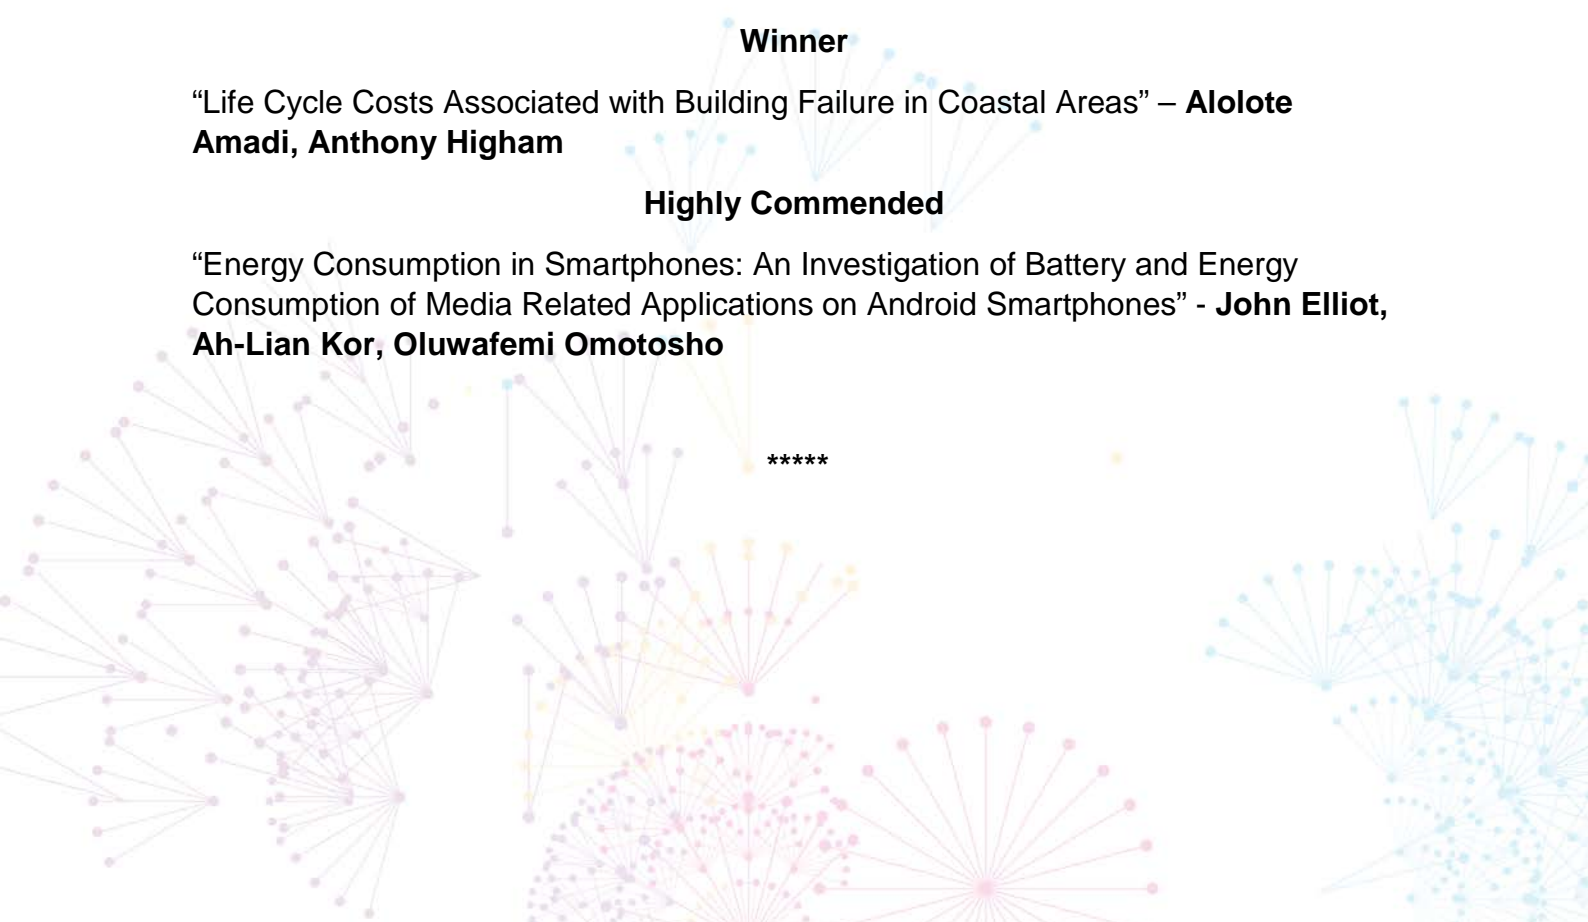 Winner
“Life Cycle Costs Associated with Building Failure in Coastal Areas” – Alolote
Amadi, Anthony Higham
Highly Commended
“Energy Consumption in Smartphones: An Investigation of Battery and Energy
Consumption of Media Related Applications on Android Smartphones” - John Elliot,
Ah-Lian Kor, Oluwafemi Omotosho
*****